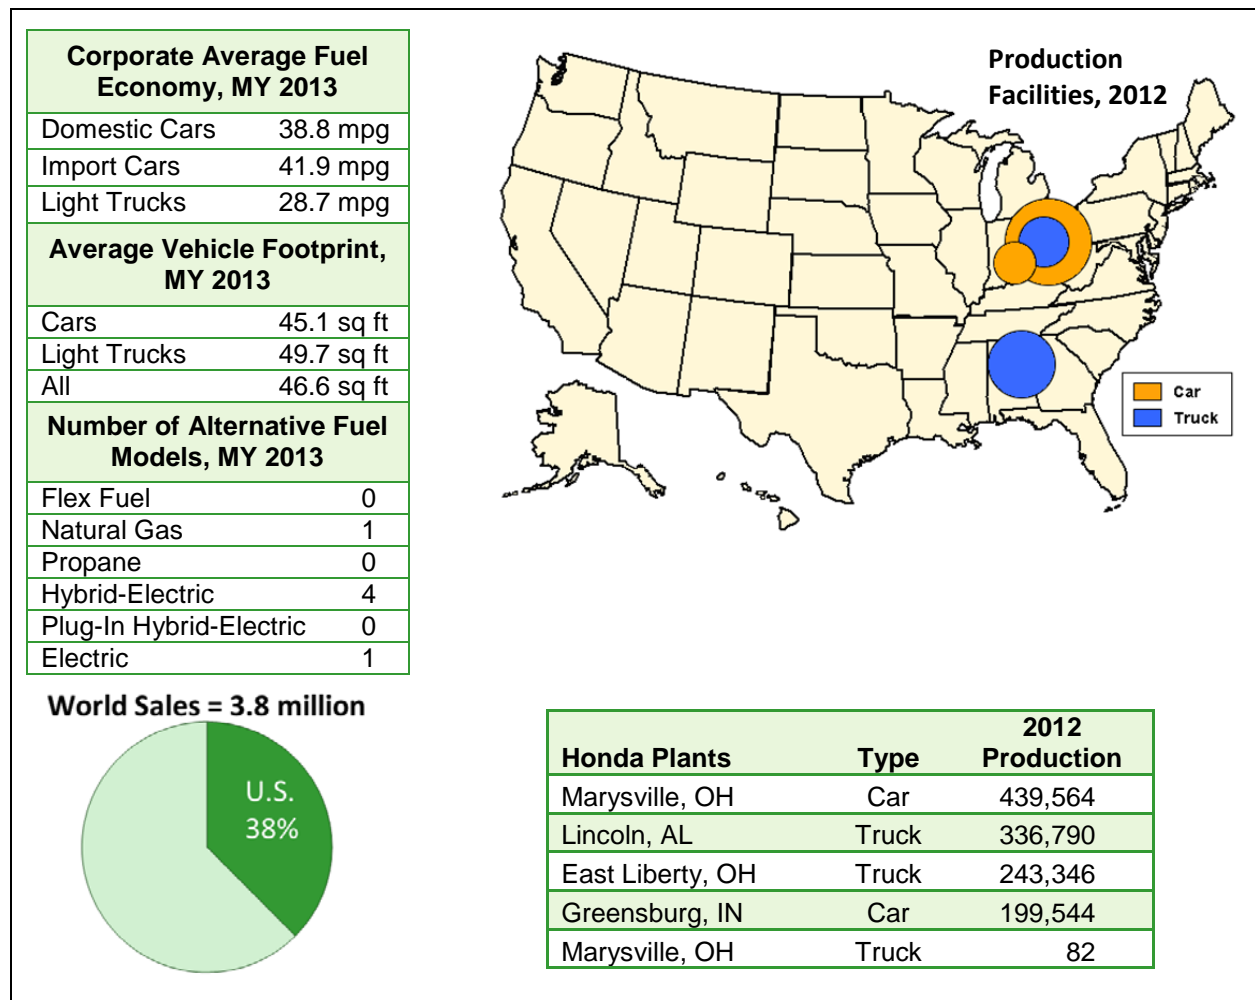 Corporate Average Fuel
Economy, MY 2013
Domestic Cars 38.8 mpg
Import Cars 41.9 mpg
Light Trucks 28.7 mpg
Average Vehicle Footprint,
MY 2013
Cars 45.1 sq ft
Light Trucks 49.7 sq ft
All 46.6 sq ft
Number of Alternative Fuel
Models, MY 2013
Flex Fuel 0
Natural Gas 1
Propane 0
Hybrid-Electric 4
Plug-In Hybrid-Electric 0
Electric 1
World Sales = 3.8 million
U.S.
38%
Production
Facilities, 2012
Car
Truck
2012
Honda Plants Type Production
Marysville, OH Car 439,564
Lincoln, AL Truck 336,790
East Liberty, OH Truck 243,346
Greensburg, IN Car 199,544
Marysville, OH Truck 82